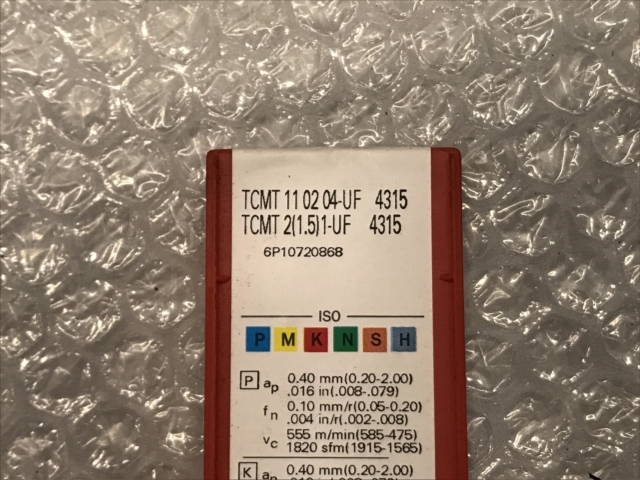 TCMT 11 02 04-UF 4315
TCMT 2(1.5)1-UF 4315
6P10720868
ISO
P M K N S H
P ap 0.40 mm(0.20-2.00)
.016 in(.008-.079)
fn 0.10 mm/r(0.05-0.20)
.004 in/r(.002-.008)
vc 555 m/min(585-475)
1820 sfm(1915-1565)
K ap 0.40 mm(0.20-2.00)